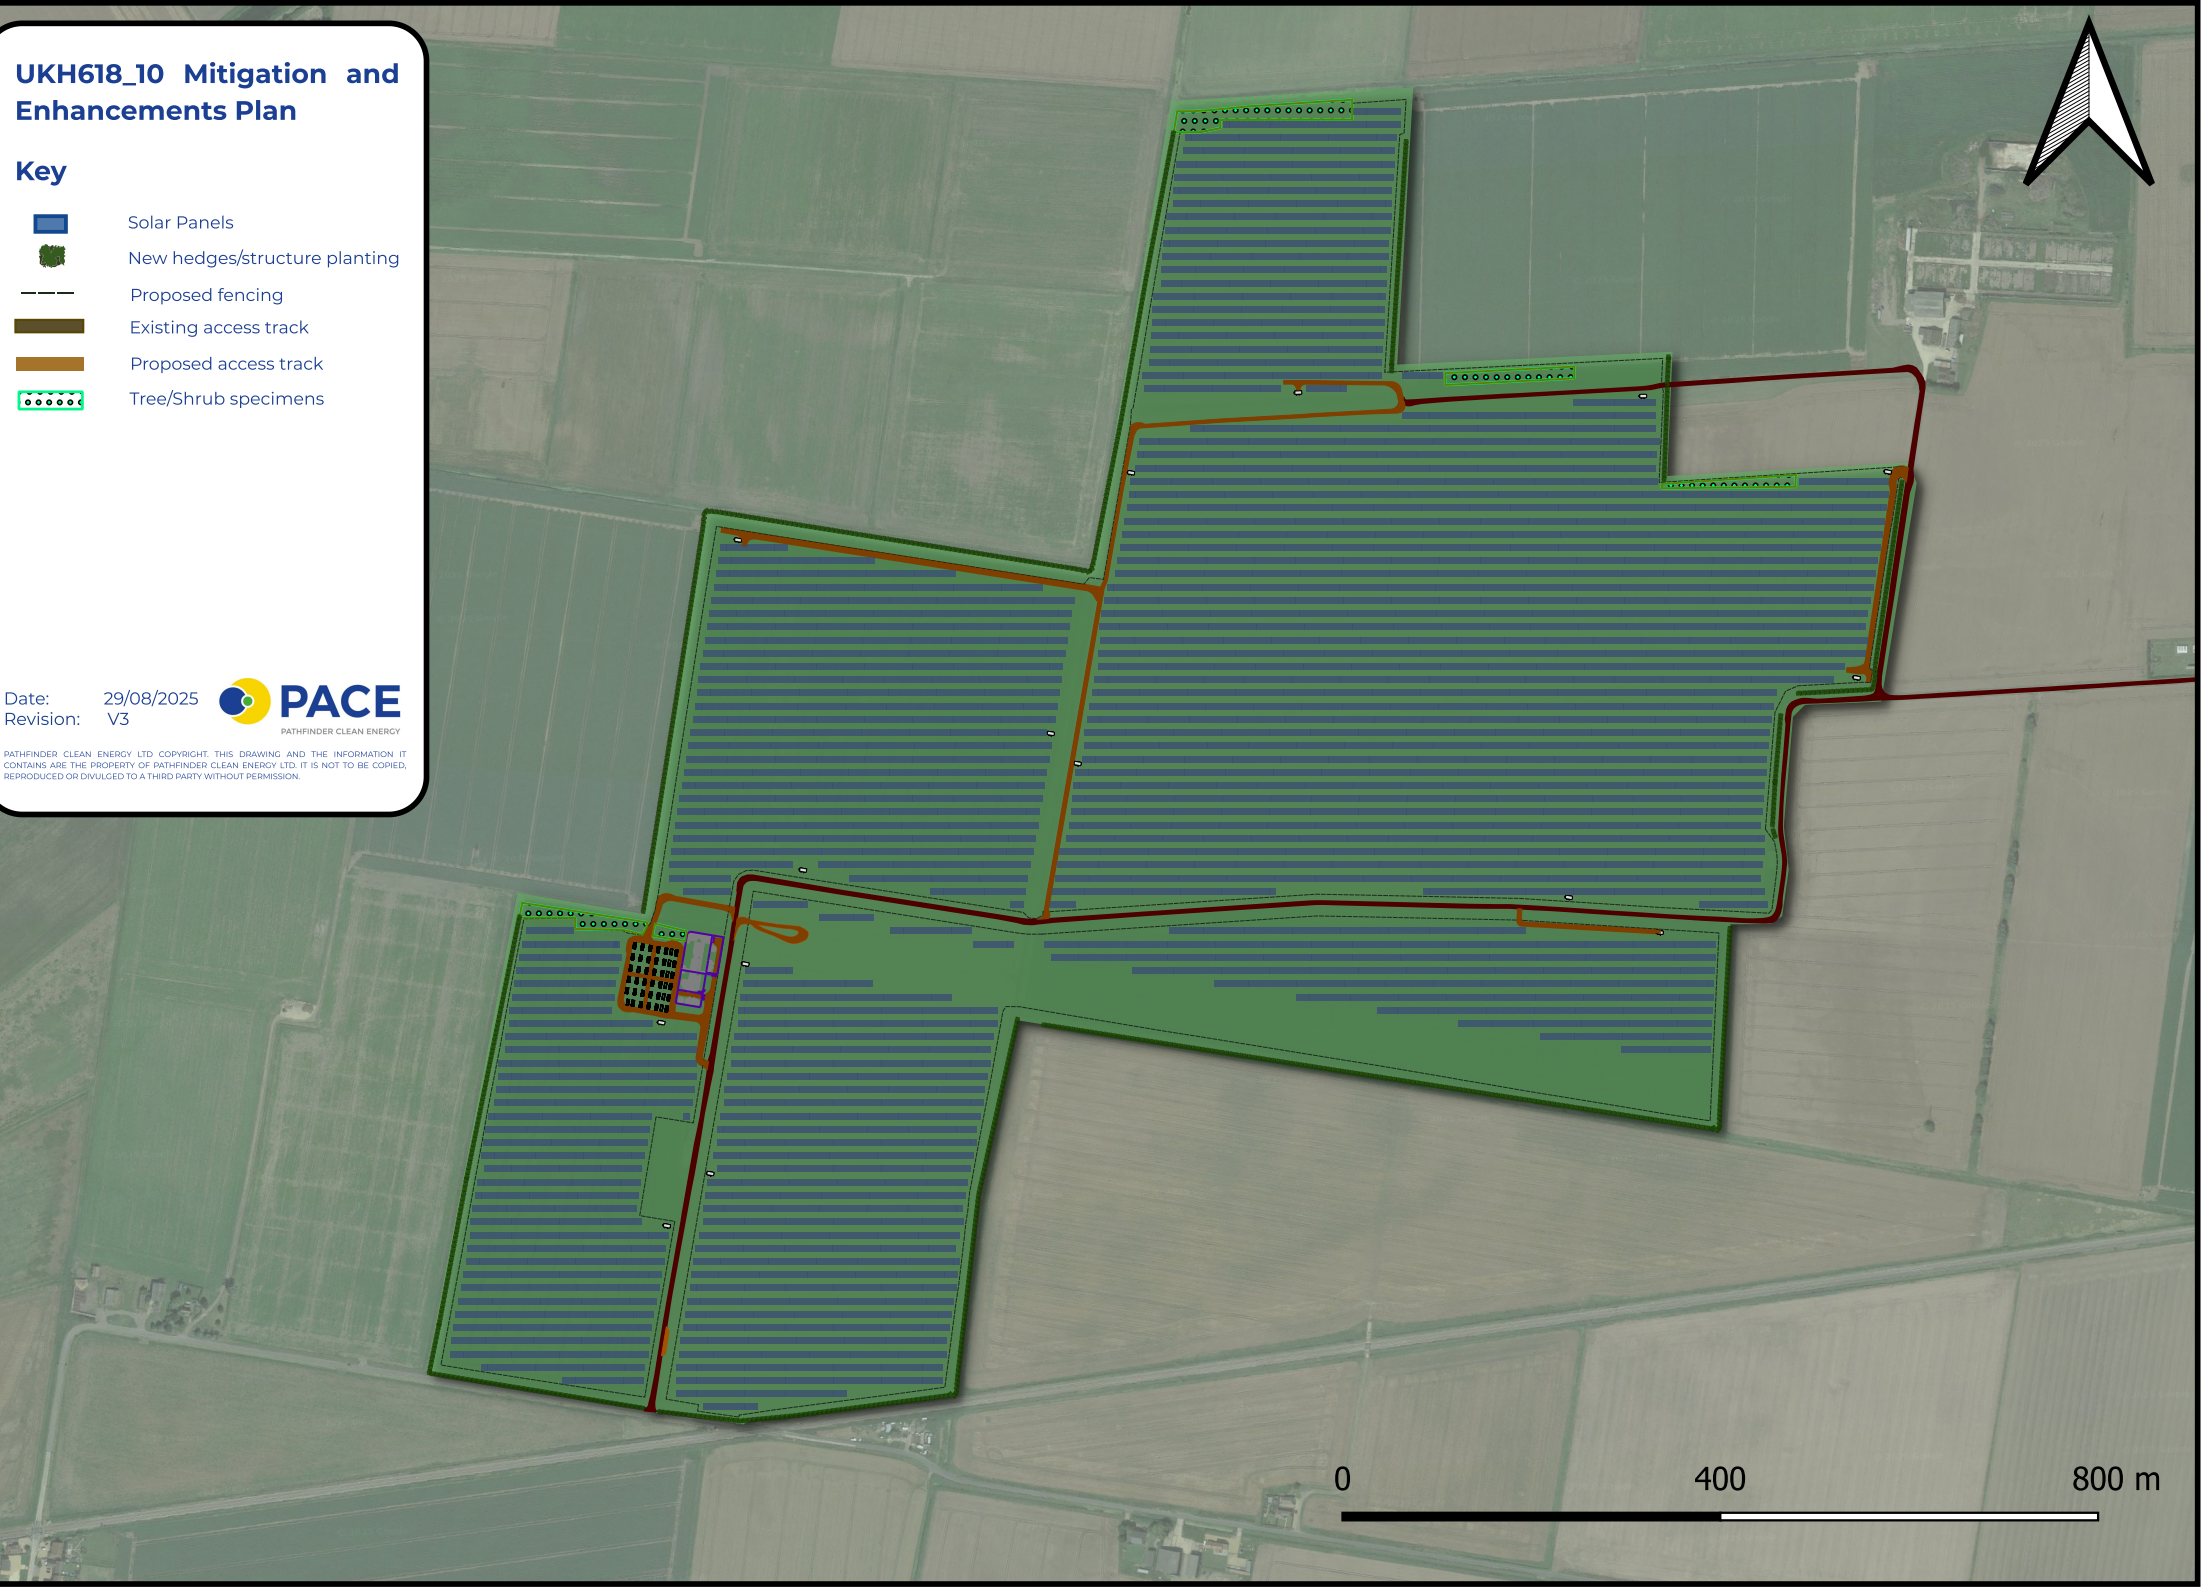 UKH618_10 Mitigation and
Enhancements Plan
Key
Solar Panels
New hedges/structure planting
Proposed fencing
Existing access track
Proposed access track
Tree/Shrub specimens
Date: 29/08/2025
Revision: V3
PACE
PATHFINDER CLEAN ENERGY
PATHFINDER CLEAN ENERGY LTD COPYRIGHT. THIS DRAWING AND THE INFORMATION IT
CONTAINS ARE THE PROPERTY OF PATHFINDER CLEAN ENERGY LTD. IT IS NOT TO BE COPIED,
REPRODUCED OR DIVULGED TO A THIRD PARTY WITHOUT PERMISSION.
0 400 800 m